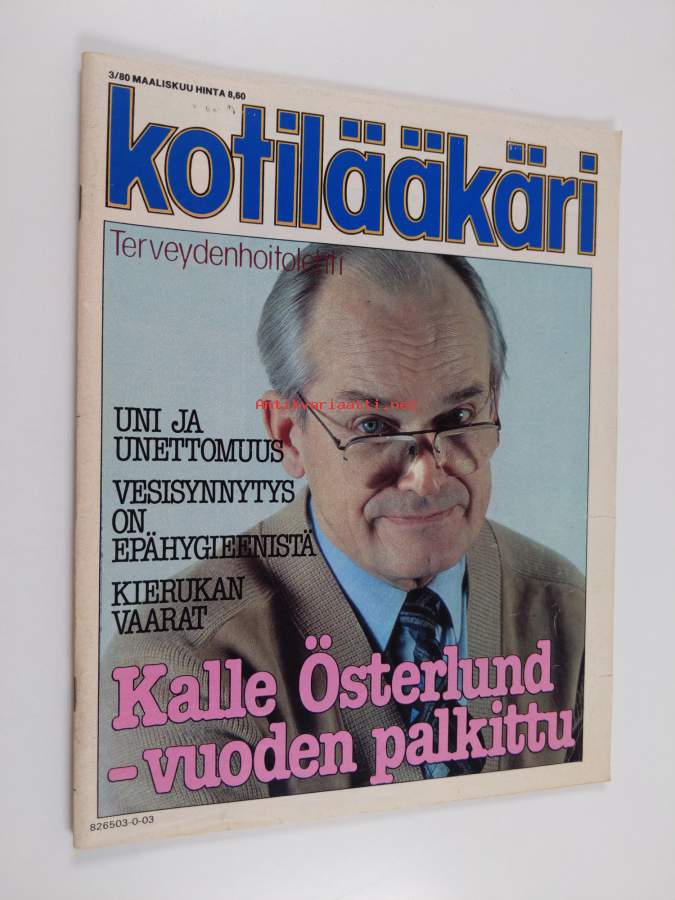 3/80 MAALISKUU HINTA 8,60
kotilääkäri
Terveydenhoitolehti
Antikvariaatti.net
UNI JA
UNETTOMUUS
VESISYNNYTYS
ON
EPÄHYGIEENISTÄ
KIERUKAN
VAARAT
Kalle Österlund
-vuoden palkittu
826503-0-03